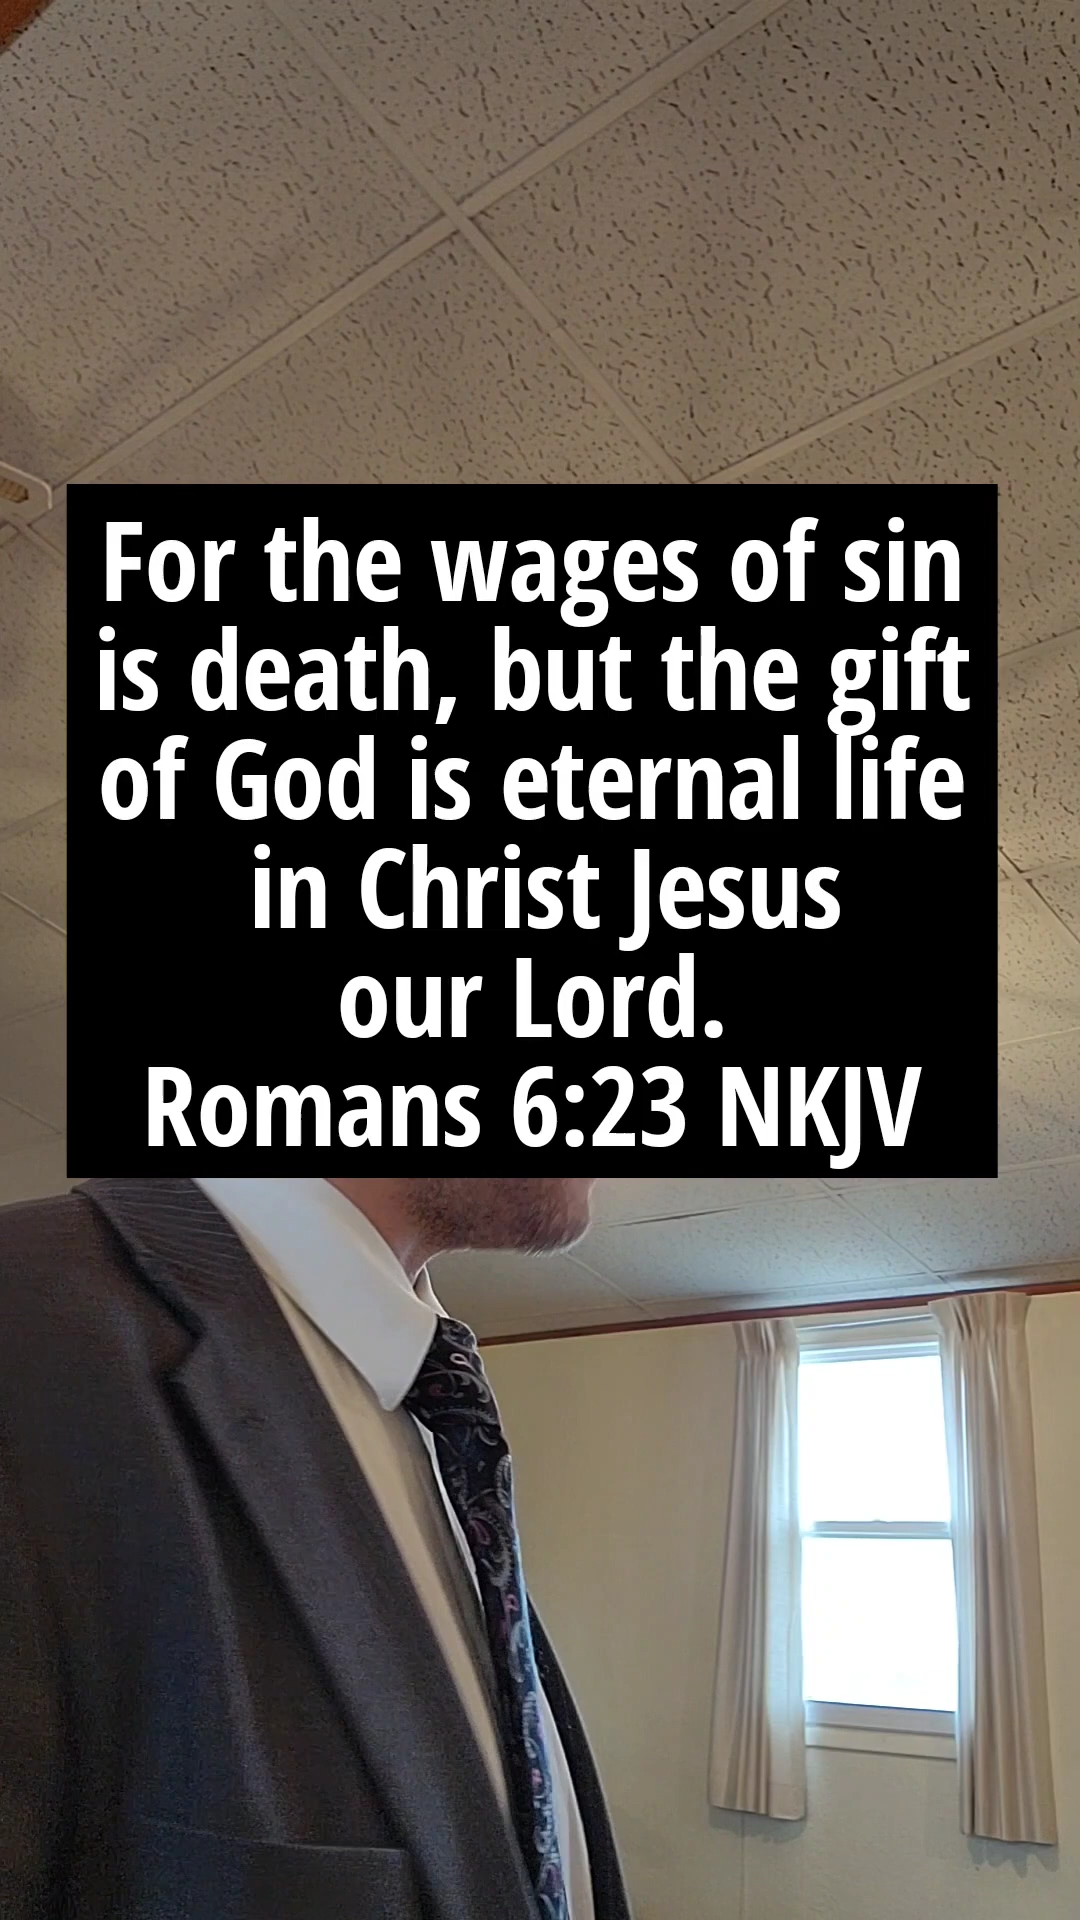 For the wages of sin
is death, but the gift
of God is eternal life
in Christ Jesus
our Lord.
Romans 6:23 NKJV